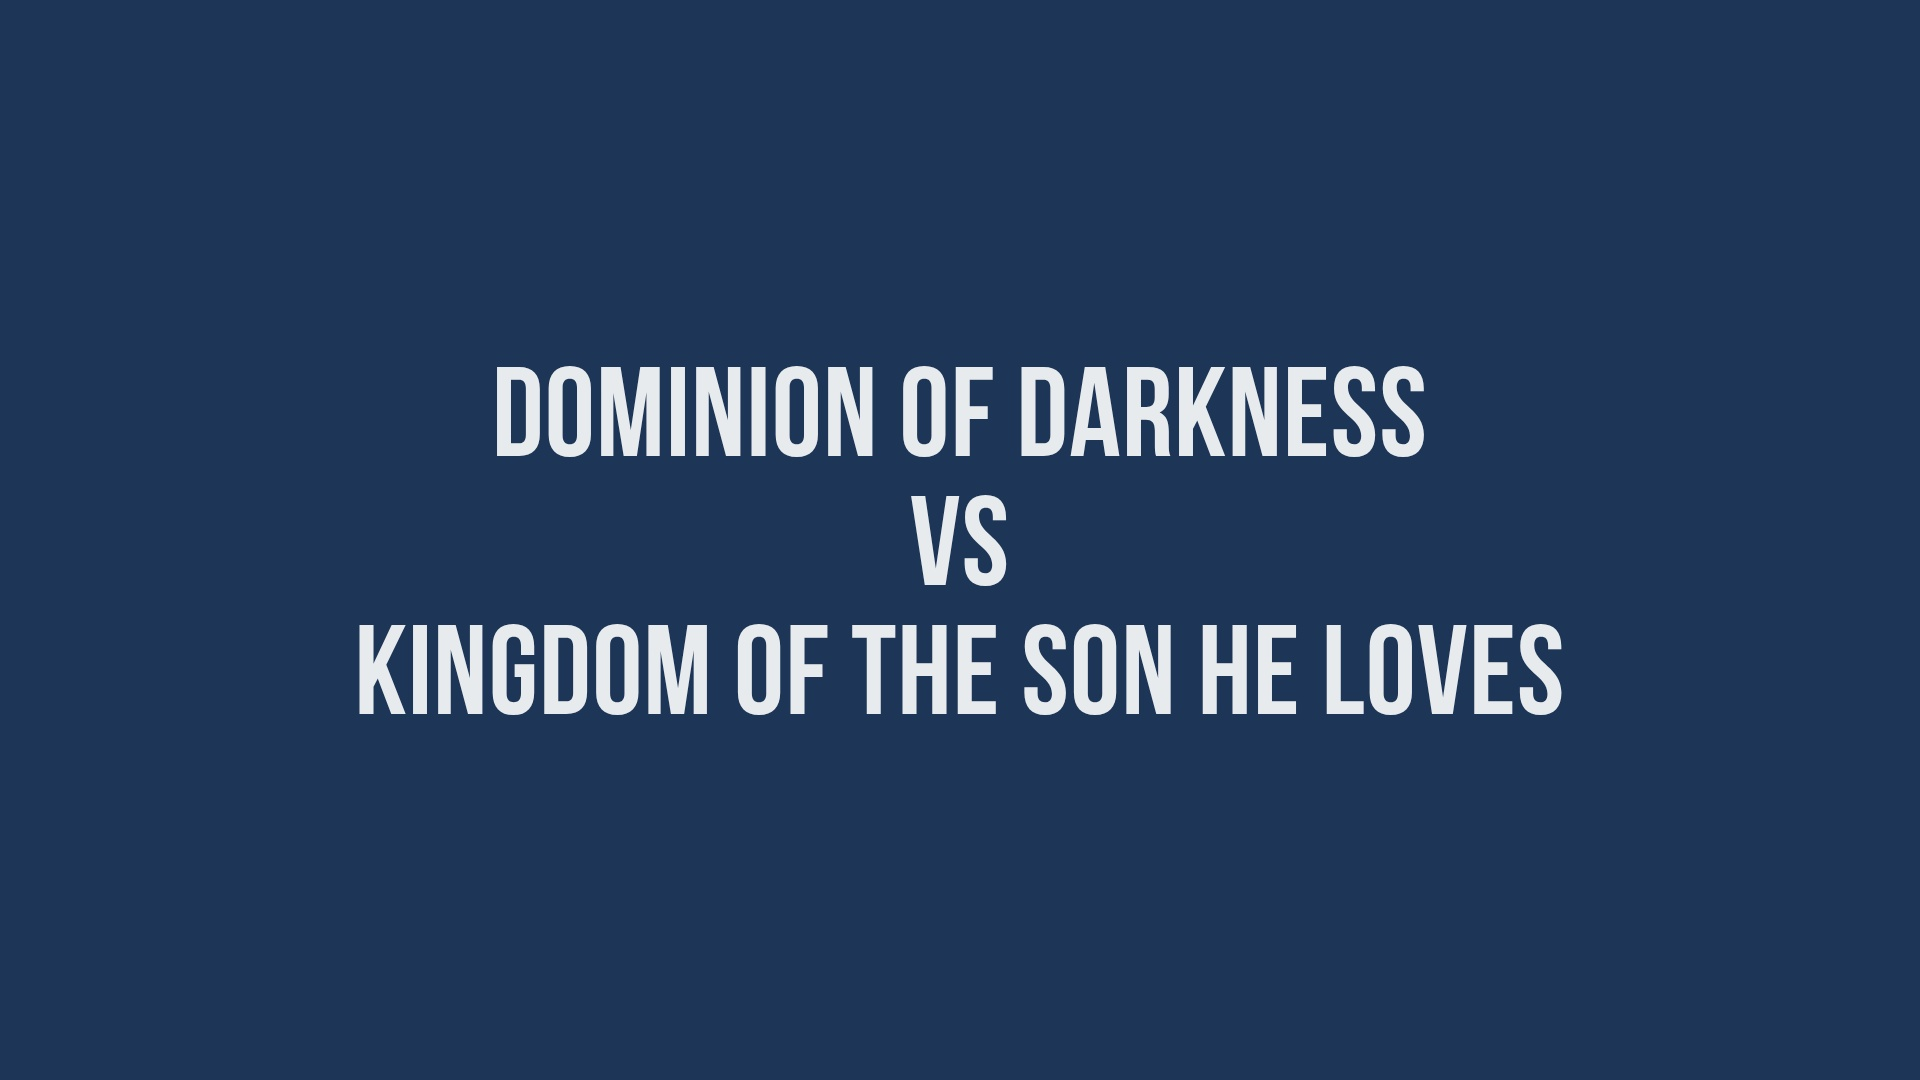 DOMINION OF DARKNESS
VS
KINGDOM OF THE SON HE LOVES